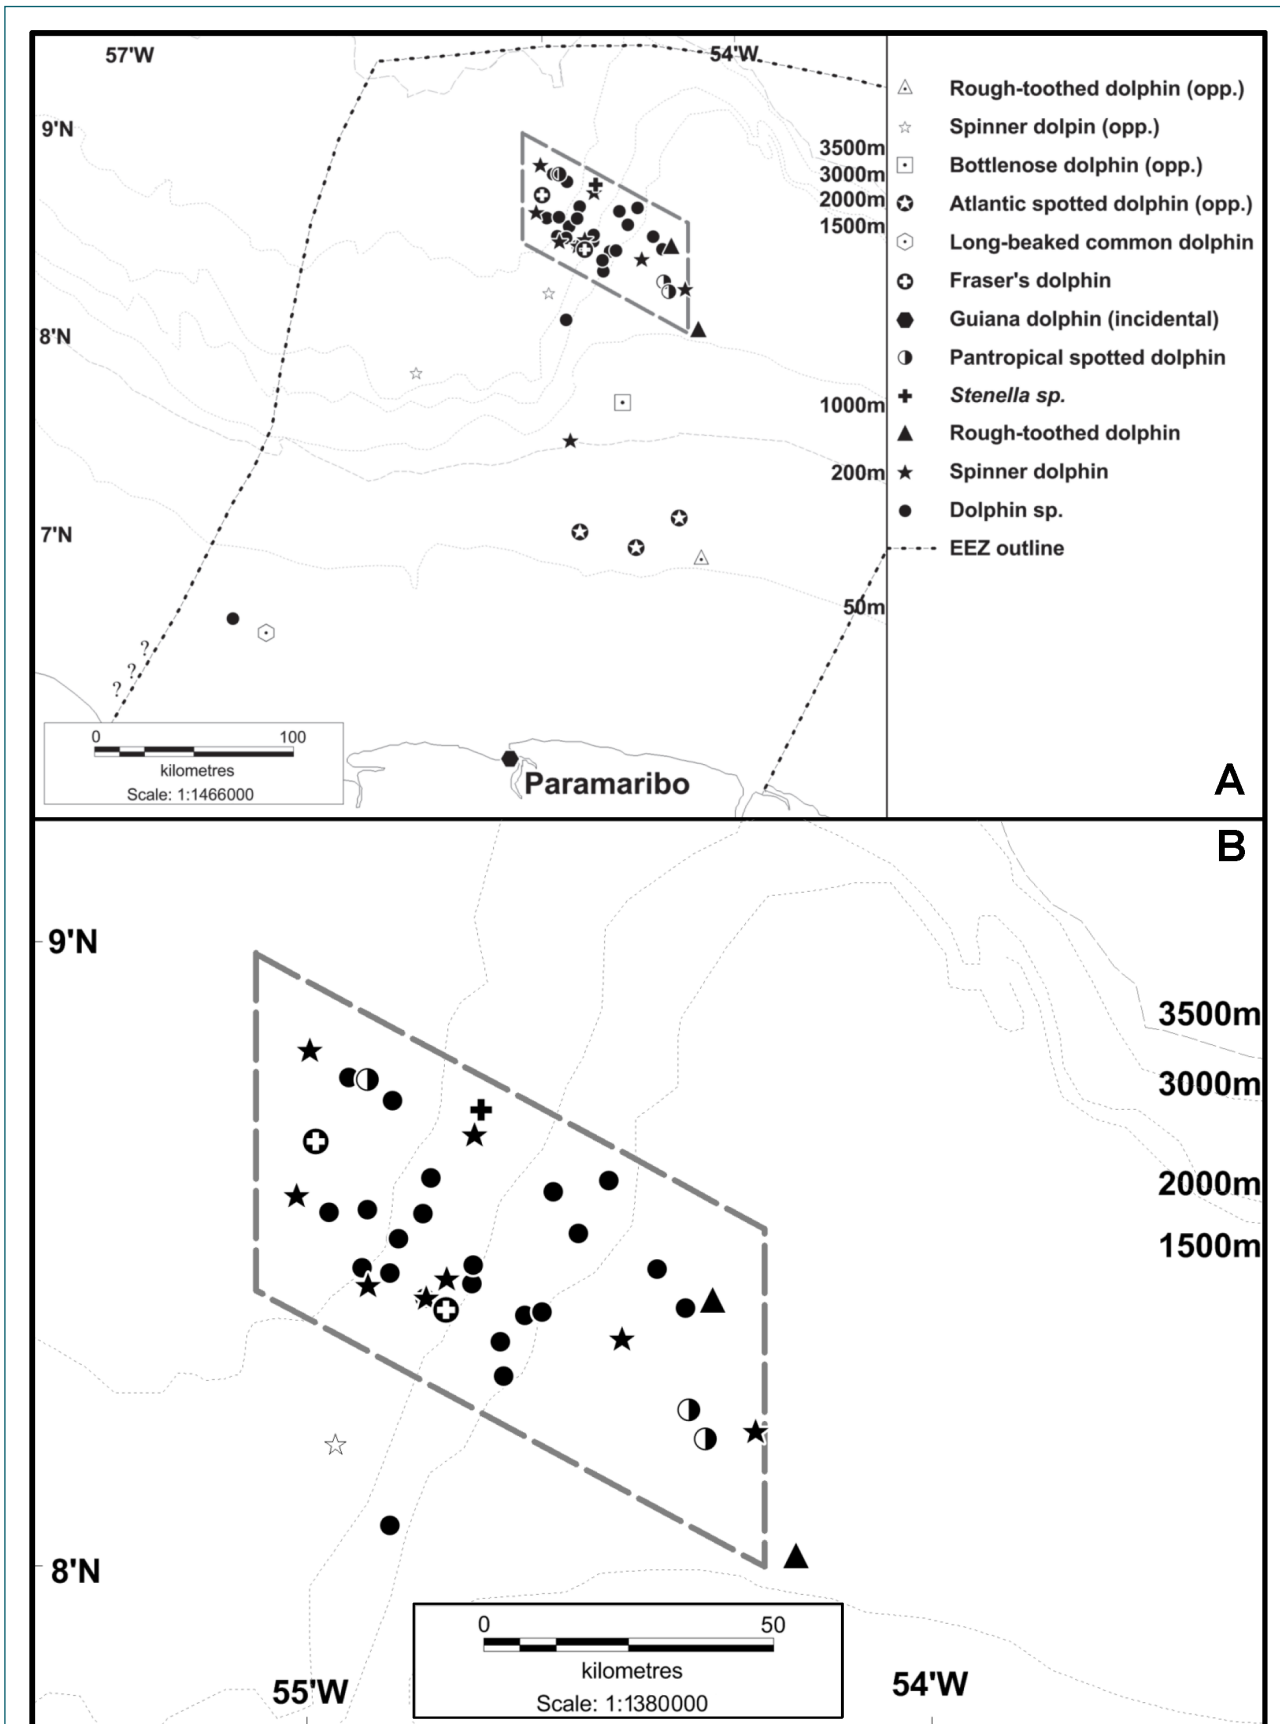 57'W
54'W
9'N
8'N
7'N
3500m
3000m
2000m
1500m
1000m
200m
50m
Rough-toothed dolphin (opp.)
Spinner dolpin (opp.)
Bottlenose dolphin (opp.)
Atlantic spotted dolphin (opp.)
Long-beaked common dolphin
Fraser's dolphin
Guiana dolphin (incidental)
Pantropical spotted dolphin
Stenella sp.
Rough-toothed dolphin
Spinner dolphin
Dolphin sp.
EEZ outline
?
?
?
0 100
kilometres
Scale: 1:1466000
Paramaribo
A
B
9'N
8'N
3500m
3000m
2000m
1500m
55'W
54'W
0 50
kilometres
Scale: 1:1380000